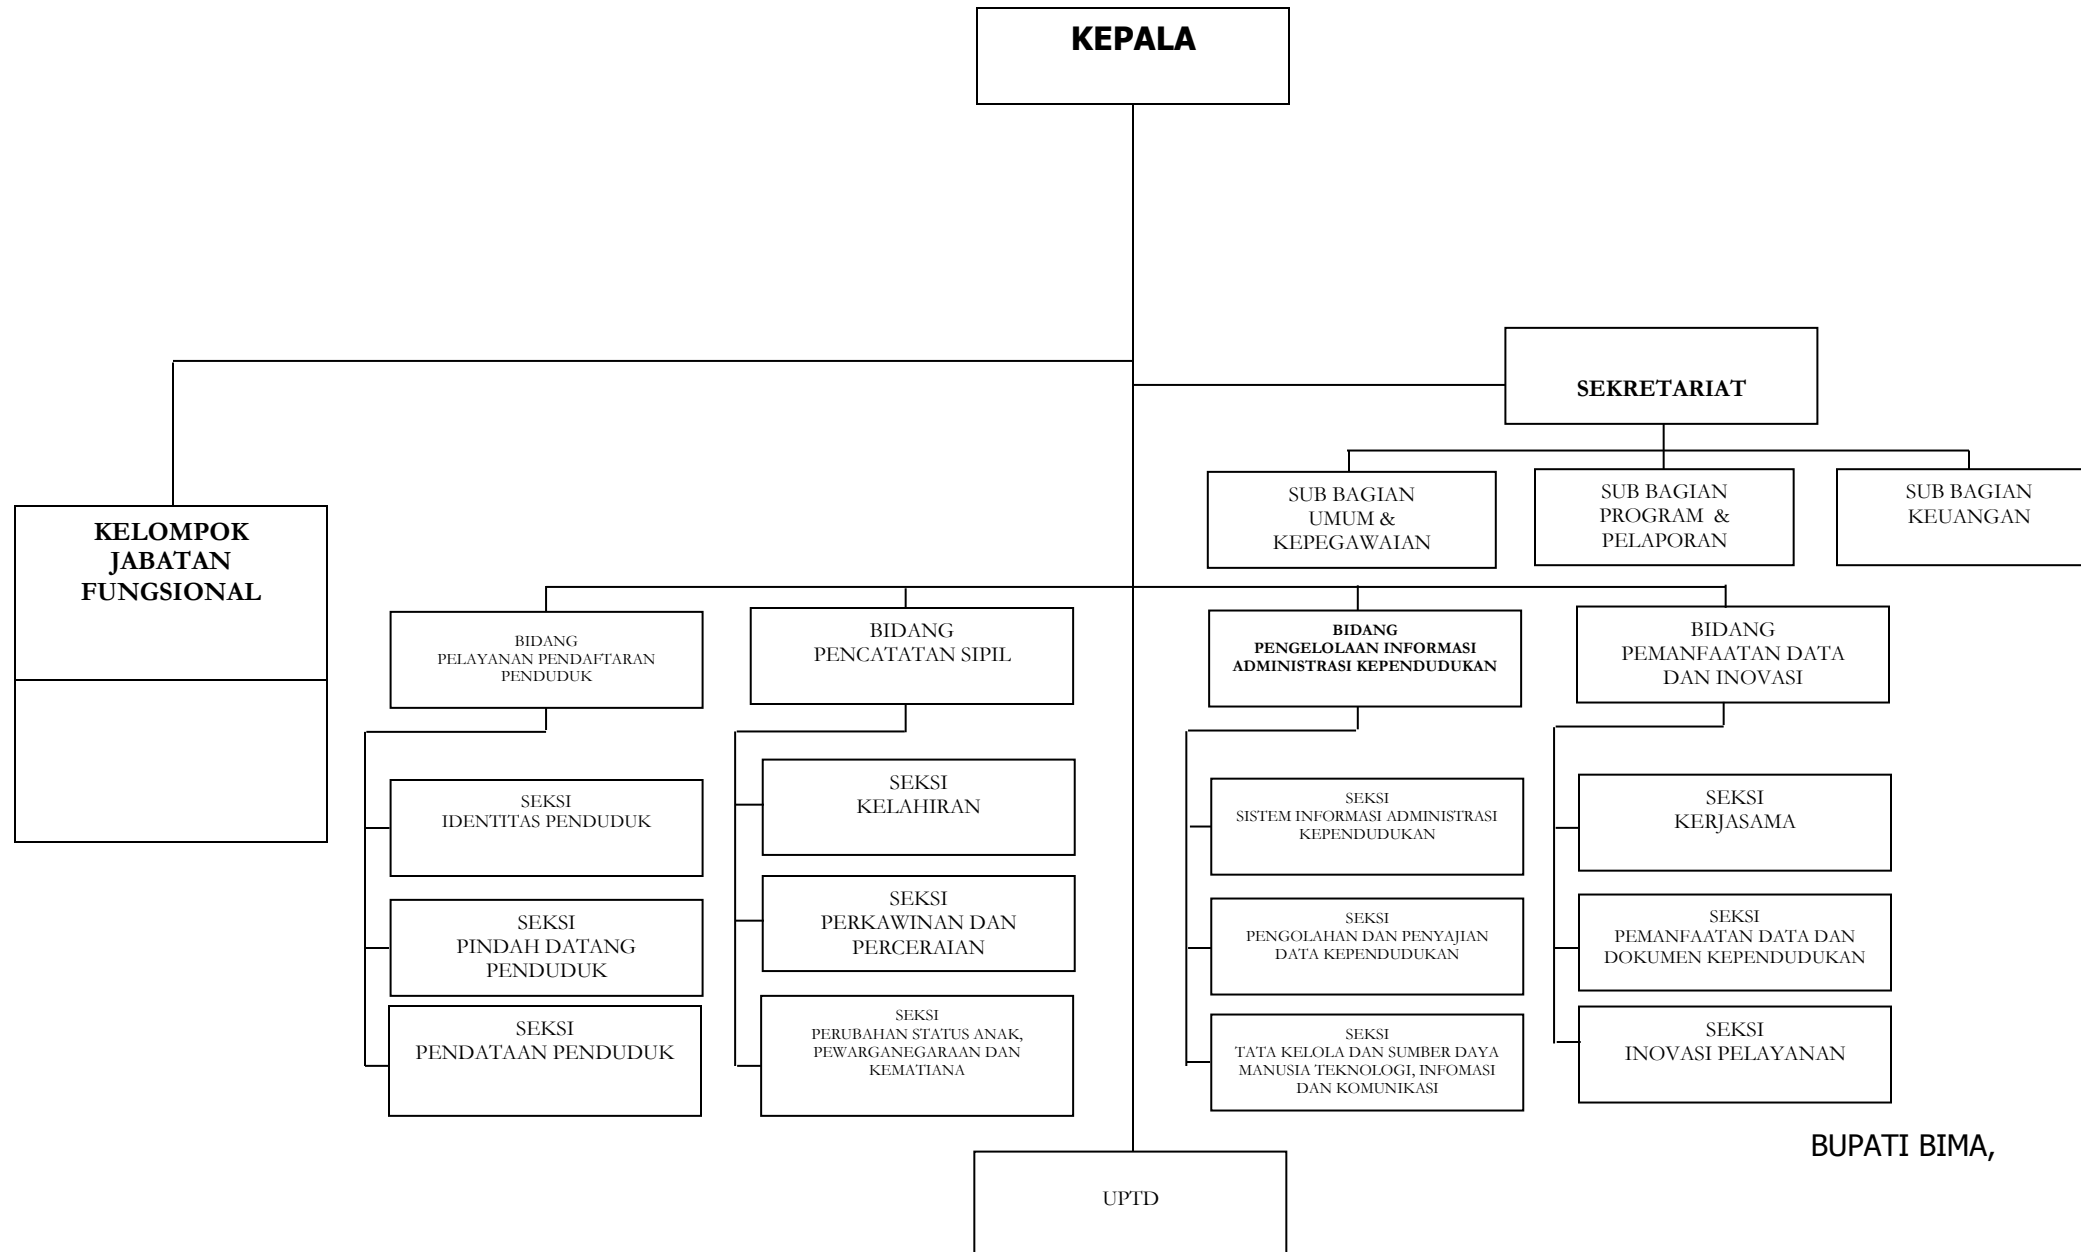 KEPALA
SEKRETARIAT
SUB BAGIAN
UMUM &
KEPEGAWAIAN
SUB BAGIAN
PROGRAM &
PELAPORAN
SUB BAGIAN
KEUANGAN
KELOMPOK
JABATAN
FUNGSIONAL
BIDANG
PELAYANAN PENDAFTARAN
PENDUDUK
BIDANG
PENCATATAN SIPIL
BIDANG
PENGELOLAAN INFORMASI
ADMINISTRASI KEPENDUDUKAN
BIDANG
PEMANFAATAN DATA
DAN INOVASI
SEKSI
IDENTITAS PENDUDUK
SEKSI
PINDAH DATANG
PENDUDUK
SEKSI
PENDATAAN PENDUDUK
SEKSI
KELAHIRAN
SEKSI
PERKAWINAN DAN
PERCERAIAN
SEKSI
PERUBAHAN STATUS ANAK,
PEWARGANEGARAAN DAN
KEMATIANA
SEKSI
SISTEM INFORMASI ADMINISTRASI
KEPENDUDUKAN
SEKSI
PENGOLAHAN DAN PENYAJIAN
DATA KEPENDUDUKAN
SEKSI
TATA KELOLA DAN SUMBER DAYA
MANUSIA TEKNOLOGI, INFOMASI
DAN KOMUNIKASI
SEKSI
KERJASAMA
SEKSI
PEMANFAATAN DATA DAN
DOKUMEN KEPENDUDUKAN
SEKSI
INOVASI PELAYANAN
BUPATI BIMA,
UPTD